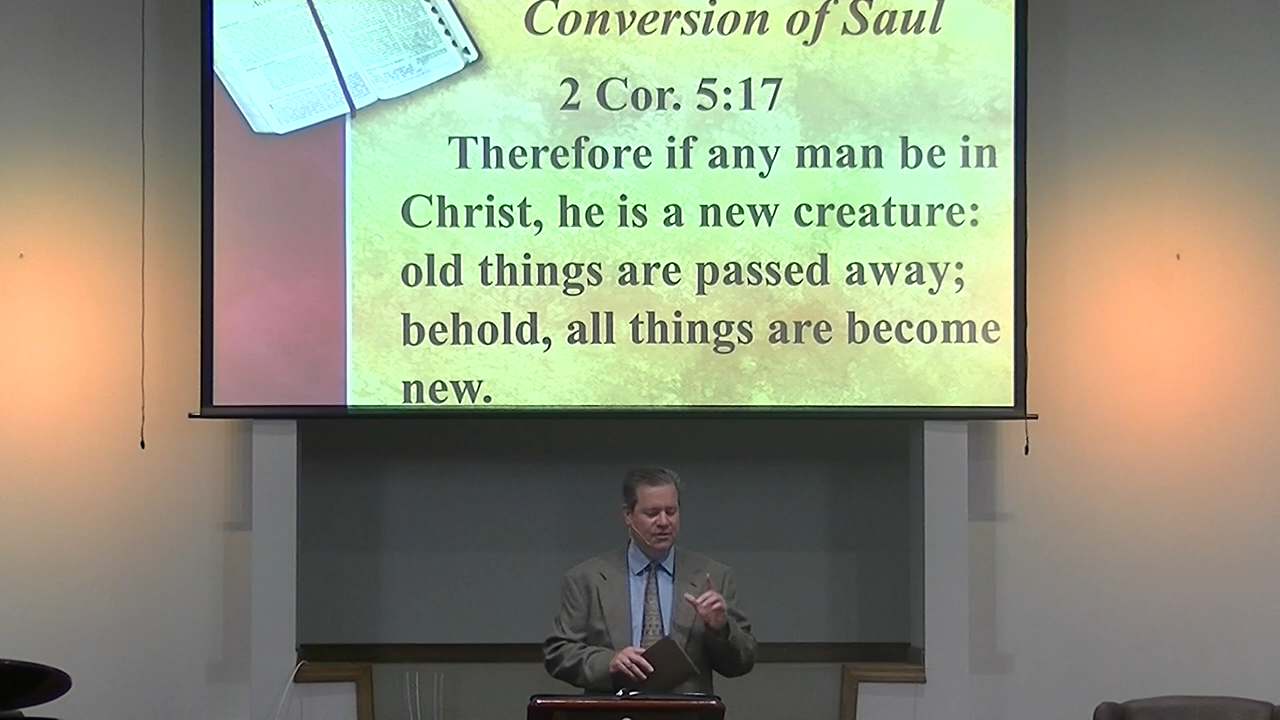 Conversion of Saul
2 Cor. 5:17
Therefore if any man be in
Christ, he is a new creature:
old things are passed away;
behold, all things are become
new.